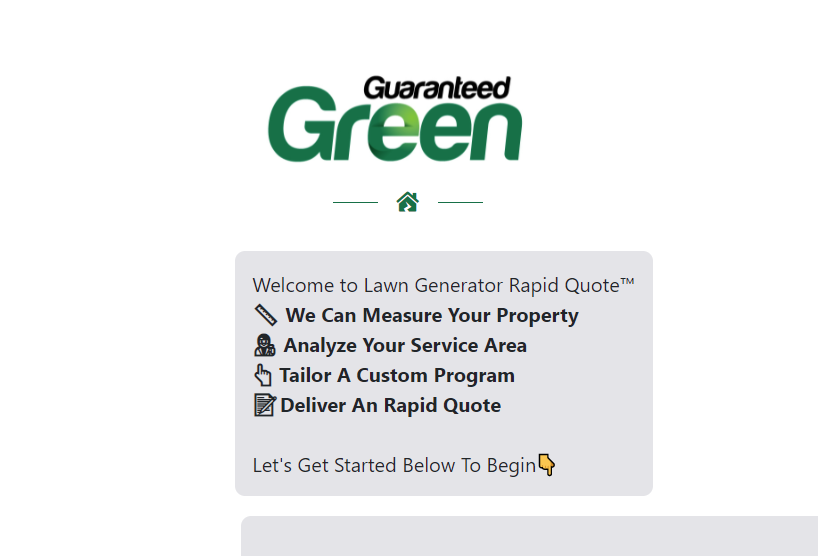 Guaranteed
Green
Welcome to Lawn Generator Rapid Quote™
We Can Measure Your Property
Analyze Your Service Area
Tailor A Custom Program
Deliver An Rapid Quote
Let's Get Started Below To Begin